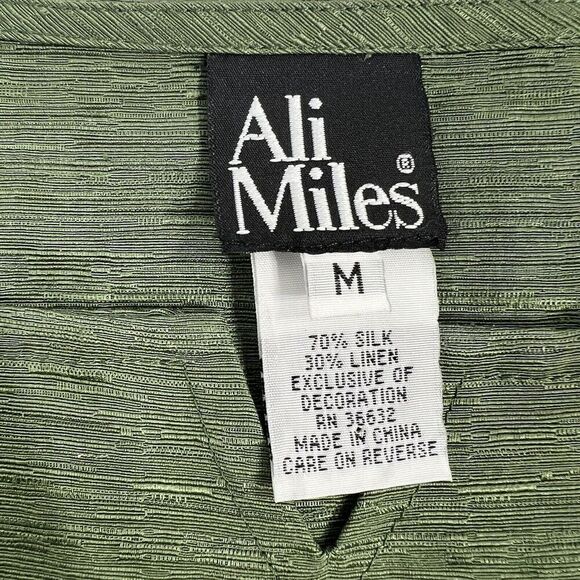 Ali
Miles®
M
70% SILK
30% LINEN
EXCLUSIVE OF
DECORATION
RN 36632
MADE IN CHINA
CARE ON REVERSE